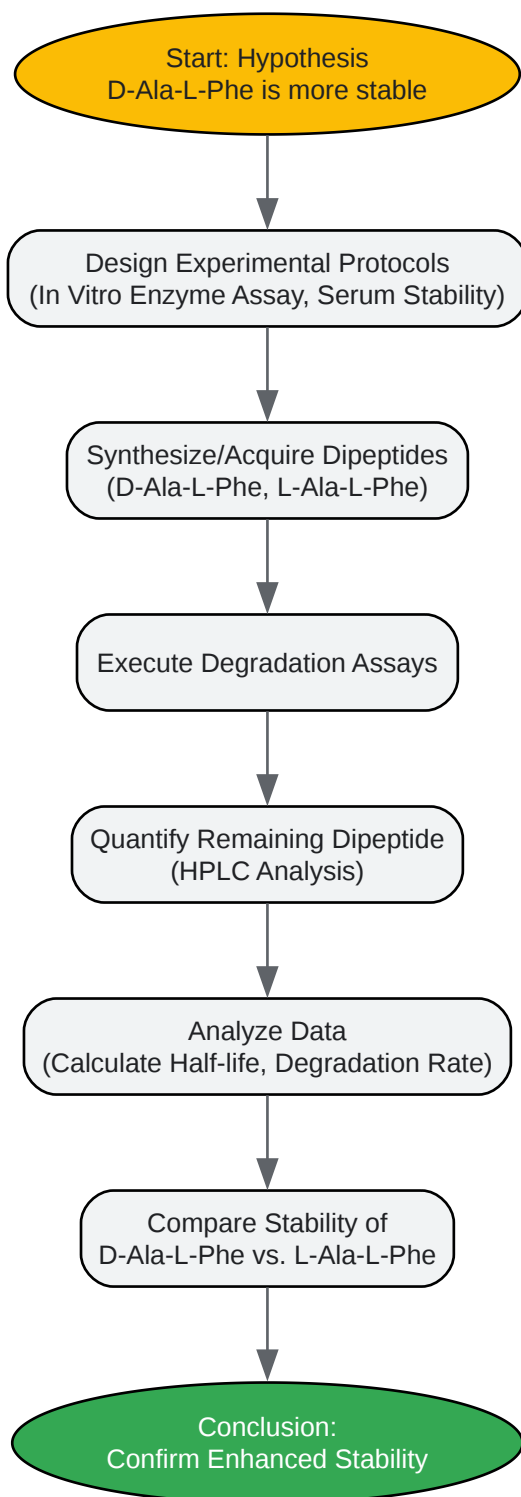 Start: Hypothesis
D-Ala-L-Phe is more stable
Design Experimental Protocols
(In Vitro Enzyme Assay, Serum Stability)
Synthesize/Acquire Dipeptides
(D-Ala-L-Phe, L-Ala-L-Phe)
Execute Degradation Assays
Quantify Remaining Dipeptide
(HPLC Analysis)
Analyze Data
(Calculate Half-life, Degradation Rate)
Compare Stability of
D-Ala-L-Phe vs. L-Ala-L-Phe
Conclusion:
Confirm Enhanced Stability